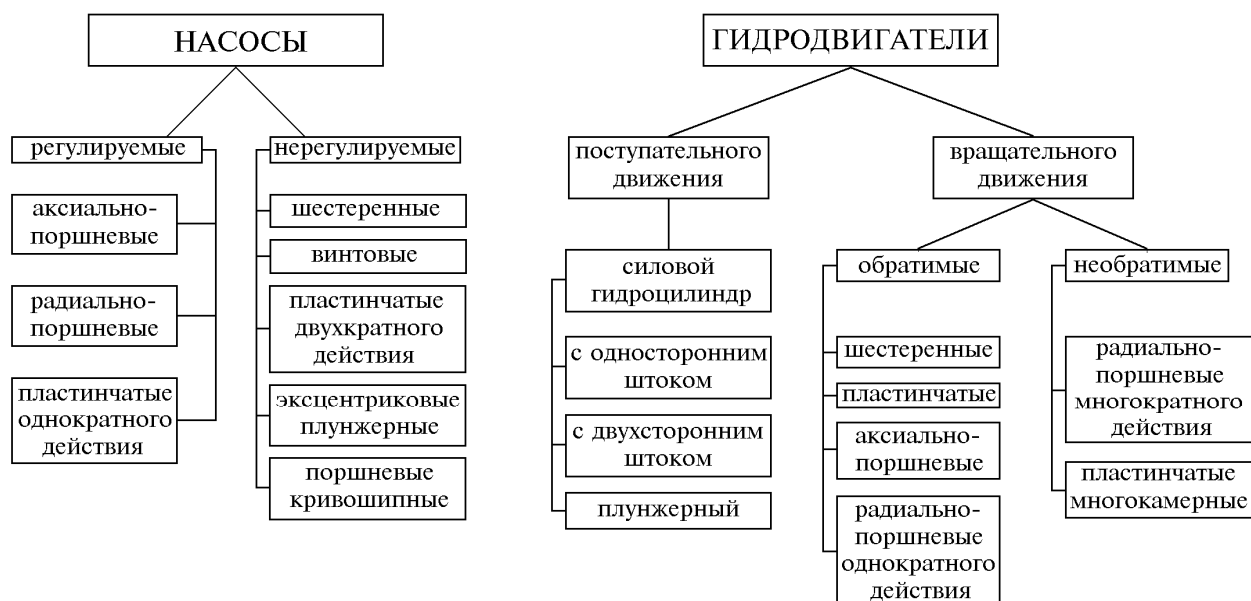 НАСОСЫ
регулируемые
аксиально-
поршневые
радиально-
поршневые
пластинчатые
однократного
действия
нерегулируемые
шестеренные
винтовые
пластинчатые
двухкратного
действия
эксцентриковые
плунжерные
поршневые
кривошипные
ГИДРОДВИГАТЕЛИ
поступательного
движения
силовой
гидроцилиндр
с односторонним
штоком
с двухсторонним
штоком
плунжерный
вращательного
движения
обратимые
шестеренные
пластинчатые
аксиально-
поршневые
радиально-
поршневые
однократного
действия
необратимые
радиально-
поршневые
многократного
действия
пластинчатые
многокамерные